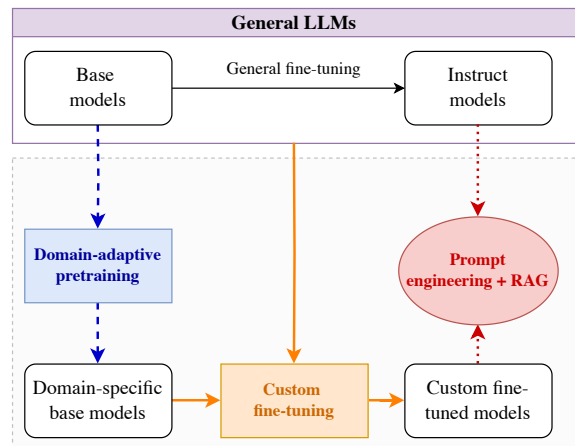 General LLMs
Base
models
General fine-tuning
Instruct
models
Domain-adaptive
pretraining
Prompt
engineering + RAG
Domain-specific
base models
Custom
fine-tuning
Custom fine-
tuned models